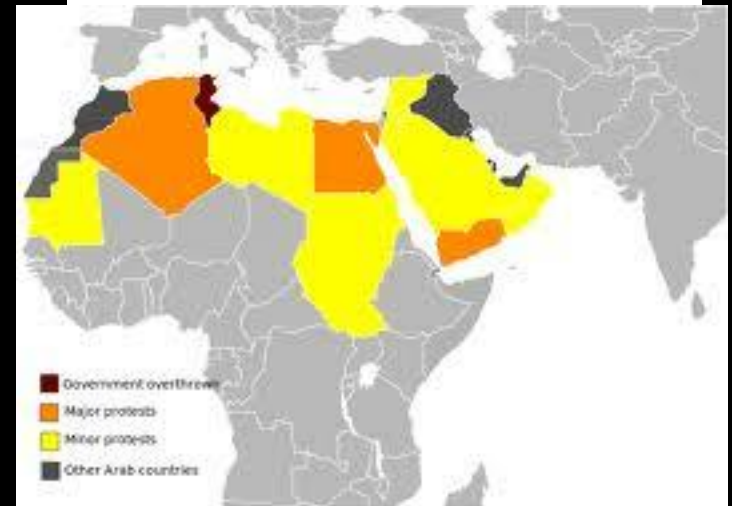 Government overthrown
Major protests
Minor protests
Other Arab countries